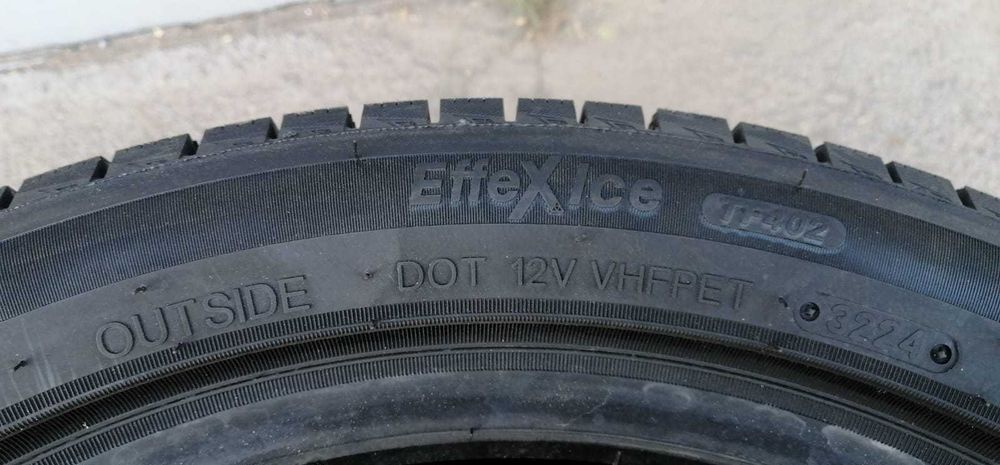 EffeXIce
TF402
OUTSIDE DOT 12V VHFPET 3224